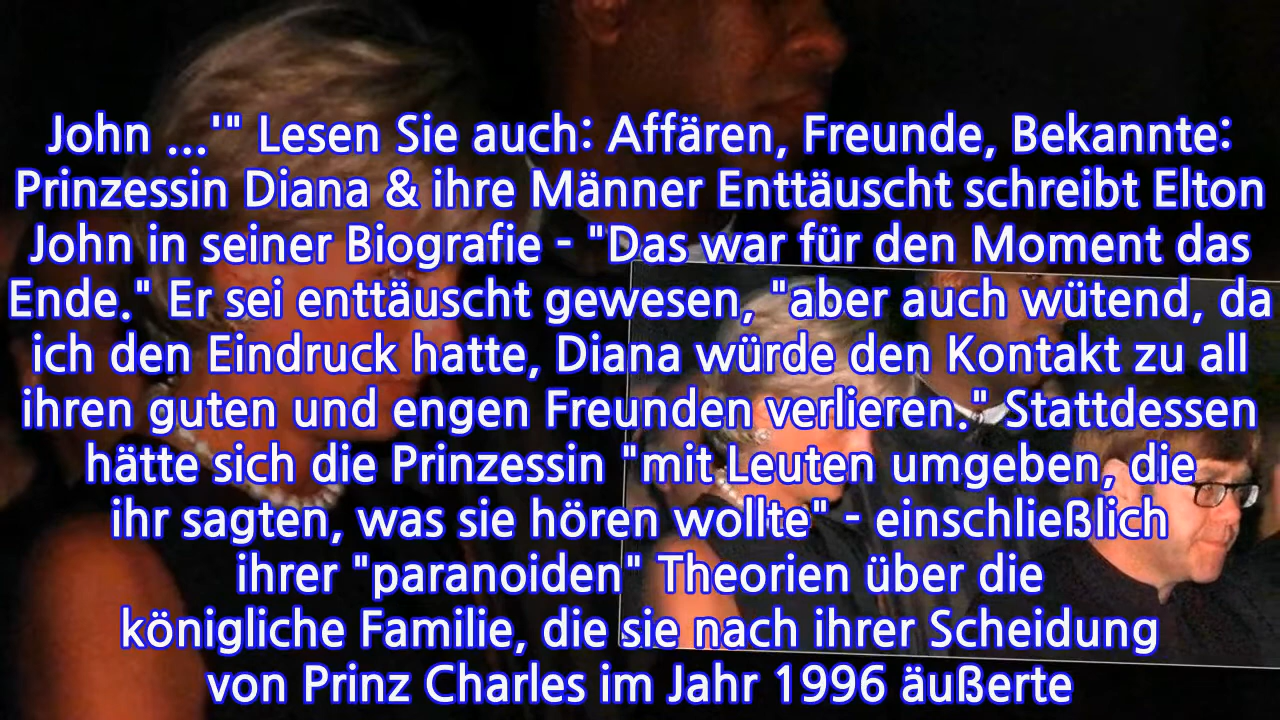 John ...'" Lesen Sie auch: Affären, Freunde, Bekannte:
Prinzessin Diana & ihre Männer Enttäuscht schreibt Elton
John in seiner Biografie - "Das war für den Moment das
Ende." Er sei enttäuscht gewesen, "aber auch wütend, da
ich den Eindruck hatte, Diana würde den Kontakt zu all
ihren guten und engen Freunden verlieren." Stattdessen
hätte sich die Prinzessin "mit Leuten umgeben, die
ihr sagten, was sie hören wollte" - einschließlich
ihrer "paranoiden" Theorien über die
königliche Familie, die sie nach ihrer Scheidung
von Prinz Charles im Jahr 1996 äußerte